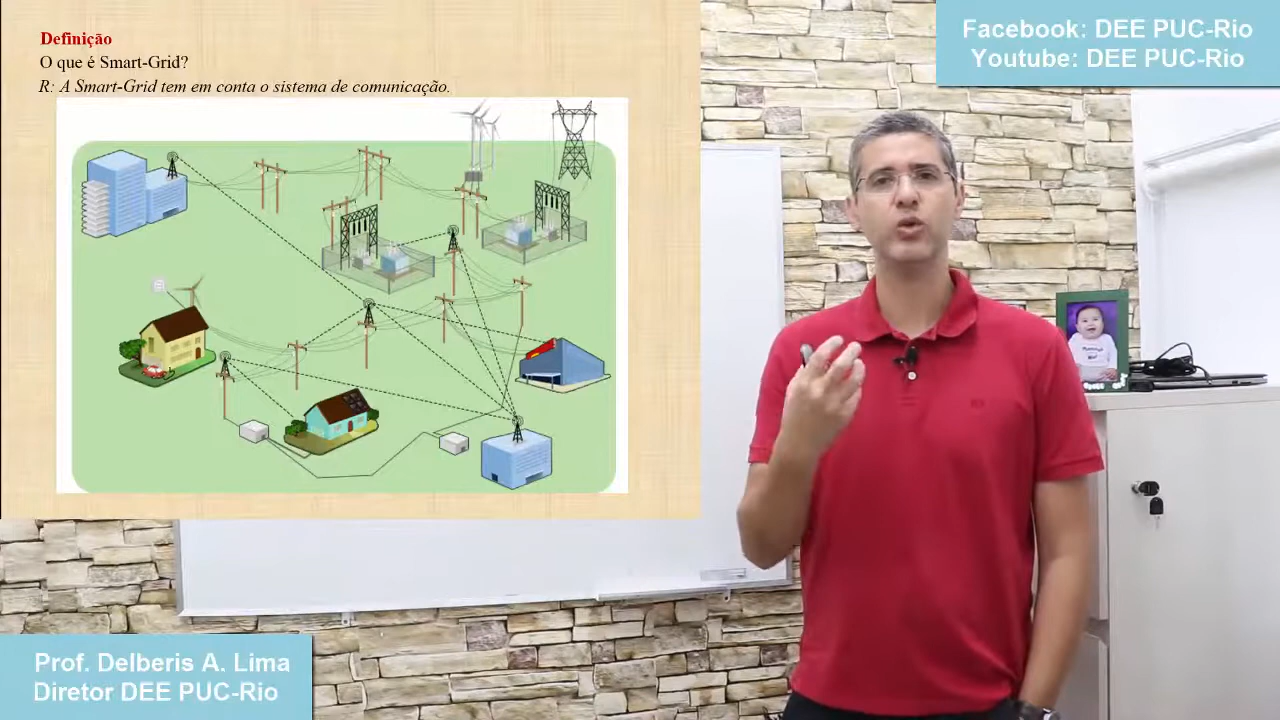 Definição
O que é Smart-Grid?
R: A Smart-Grid tem em conta o sistema de comunicação.
Facebook: DEE PUC-Rio
Youtube: DEE PUC-Rio
Prof. Delberis A. Lima
Diretor DEE PUC-Rio